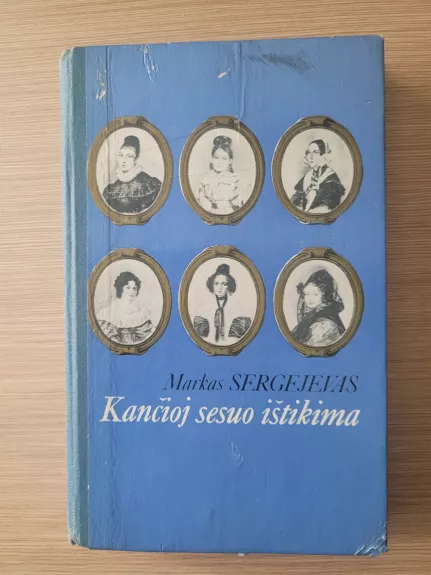 Markas SERGEJEVAS
Kančioj sesuo ištikima